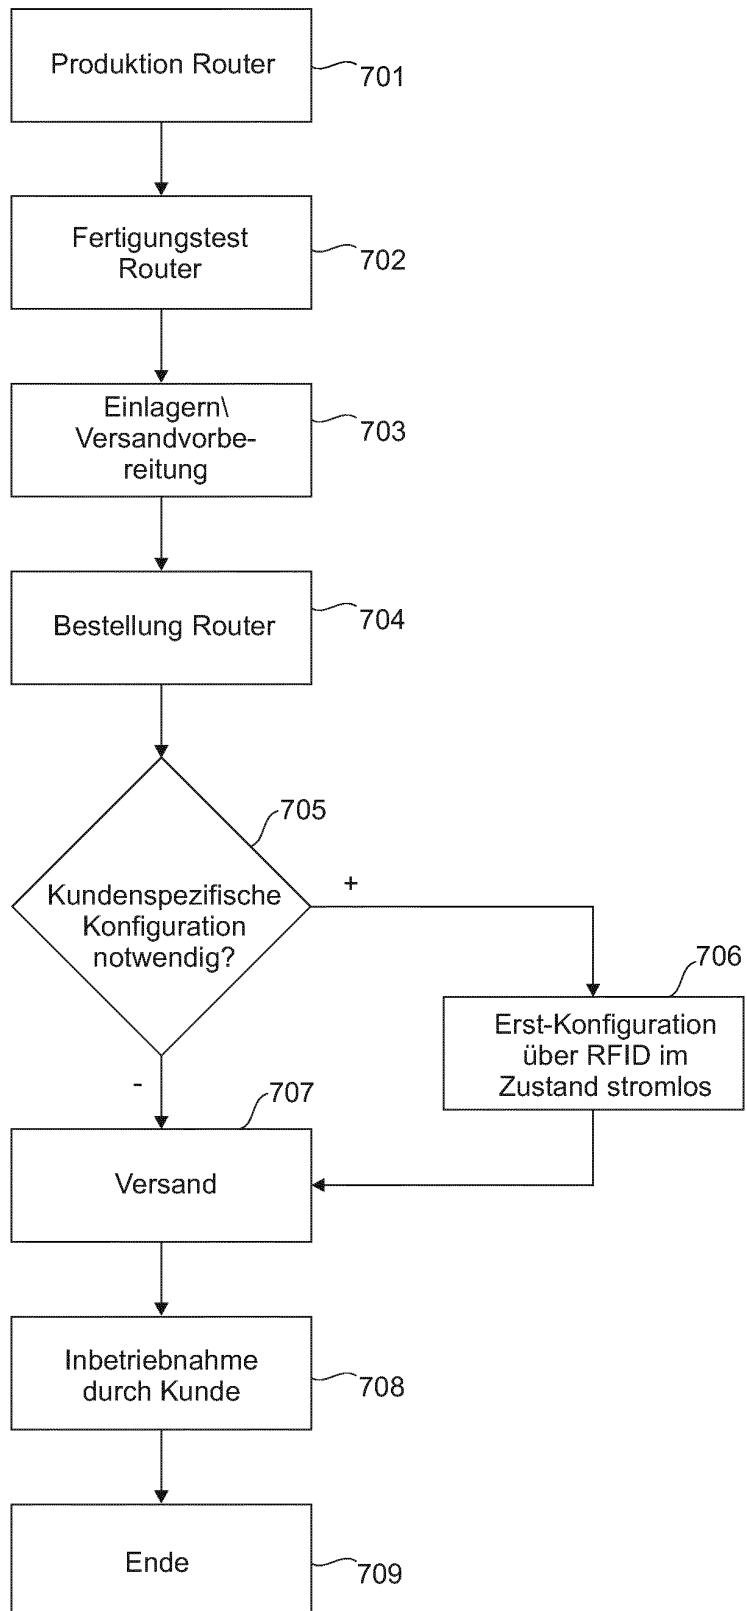 Produktion Router
701
Fertigungstest
Router
702
Einlagern\
Versandvorbe-
reitung
703
Bestellung Router
704
705
Kundenspezifische
Konfiguration
notwendig?
+
-
706
Erst-Konfiguration
über RFID im
Zustand stromlos
707
Versand
Inbetriebnahme
durch Kunde
708
Ende
709